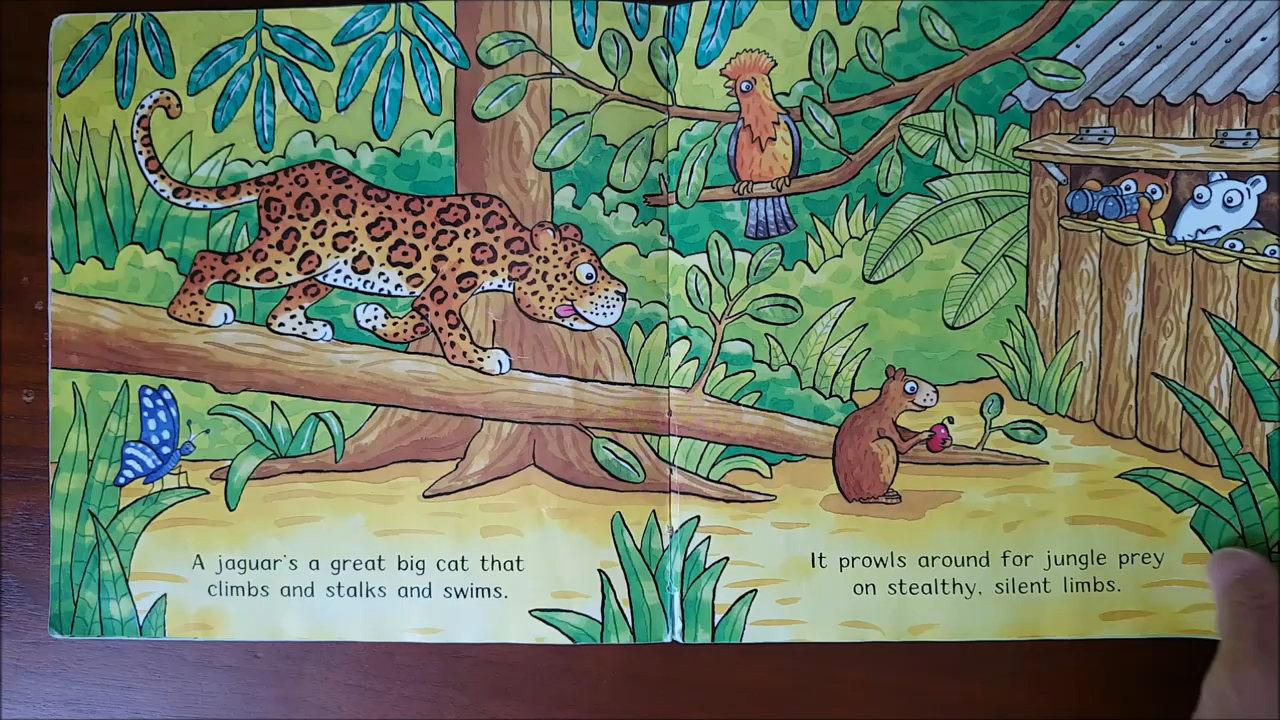 A jaguar's a great big cat that
climbs and stalks and swims.
It prowls around for jungle prey
on stealthy, silent limbs.